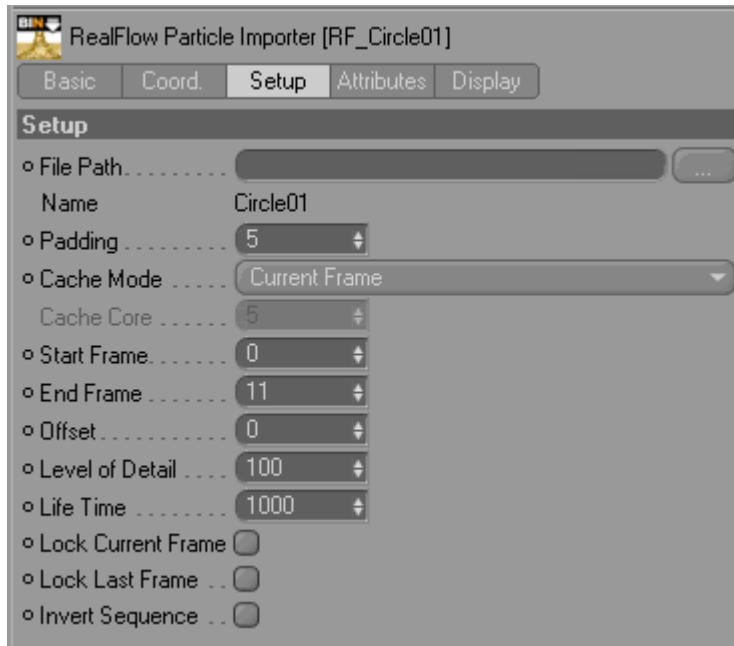 BIN
RealFlow Particle Importer [RF_Circle01]
Basic Coord. Setup Attributes Display
Setup
File Path. . . . . . . . . ...
Name Circle01
Padding . . . . . . . . . 5
Cache Mode . . . . . Current Frame
Cache Core . . . . . . 5
Start Frame. . . . . . . 0
End Frame . . . . . . . 11
Offset. . . . . . . . . . . 0
Level of Detail . . . . 100
Life Time . . . . . . . . 1000
Lock Current Frame
Lock Last Frame . .
Invert Sequence . .